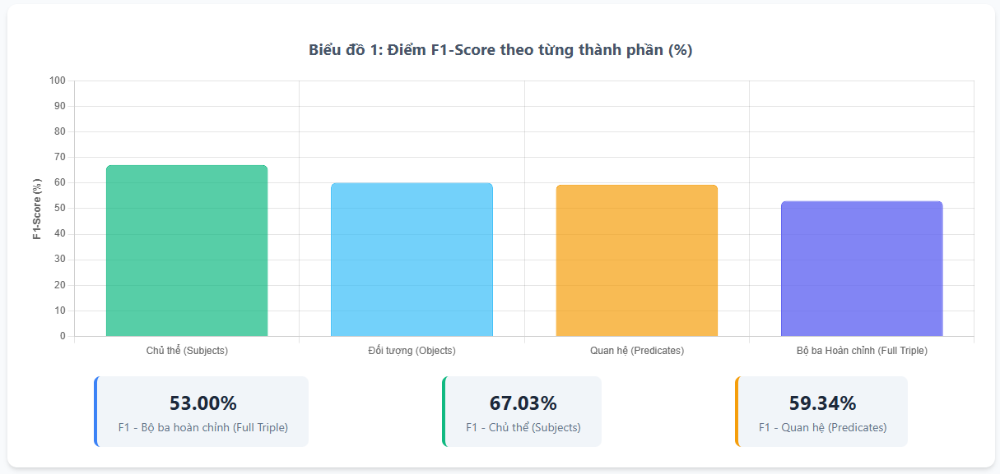 Biểu đồ 1: Điểm F1-Score theo từng thành phần (%)
F1-Score (%)
100
90
80
70
60
50
40
30
20
10
0
Chủ thể (Subjects)
Đối tượng (Objects)
Quan hệ (Predicates)
Bộ ba Hoàn chỉnh (Full Triple)
53.00%
F1 - Bộ ba hoàn chỉnh (Full Triple)
67.03%
F1 - Chủ thể (Subjects)
59.34%
F1 - Quan hệ (Predicates)